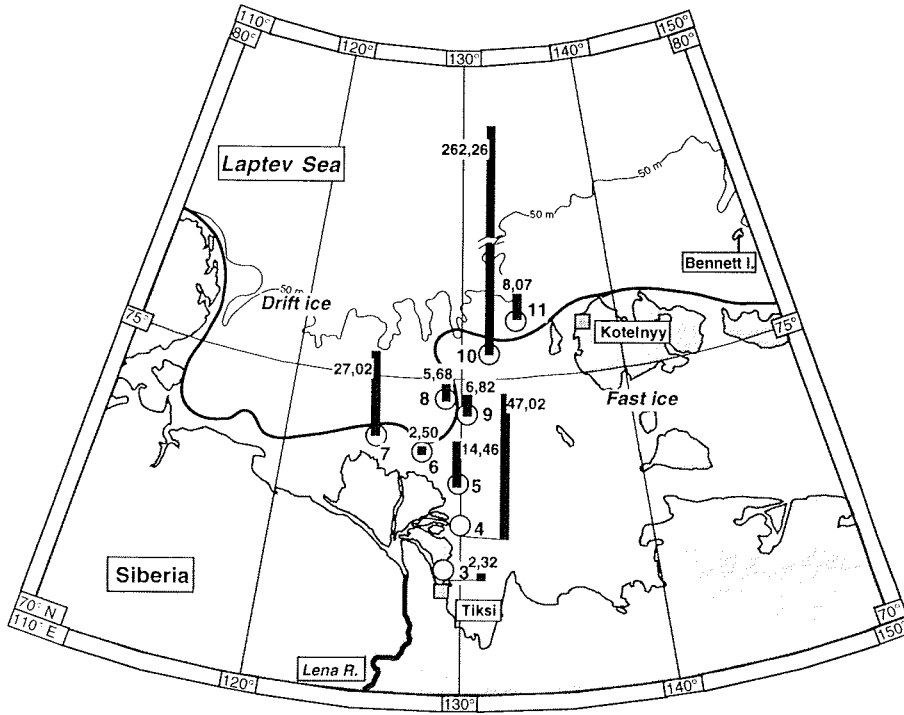 110°
80°
120°
130°
140°
150°
80°
262,26
Laptev Sea
50 m
50 m
Bennett I.
50 m
Drift ice
8,07
11
75°
Kotelnyy
75°
10
27,02
5,68
6,82
47,02
Fast ice
8
9
2,50
7
6
14,46
5
4
Siberia
3
2,32
Tiksi
70° N
110° E
70°
150°
Lena R.
120°
130°
140°